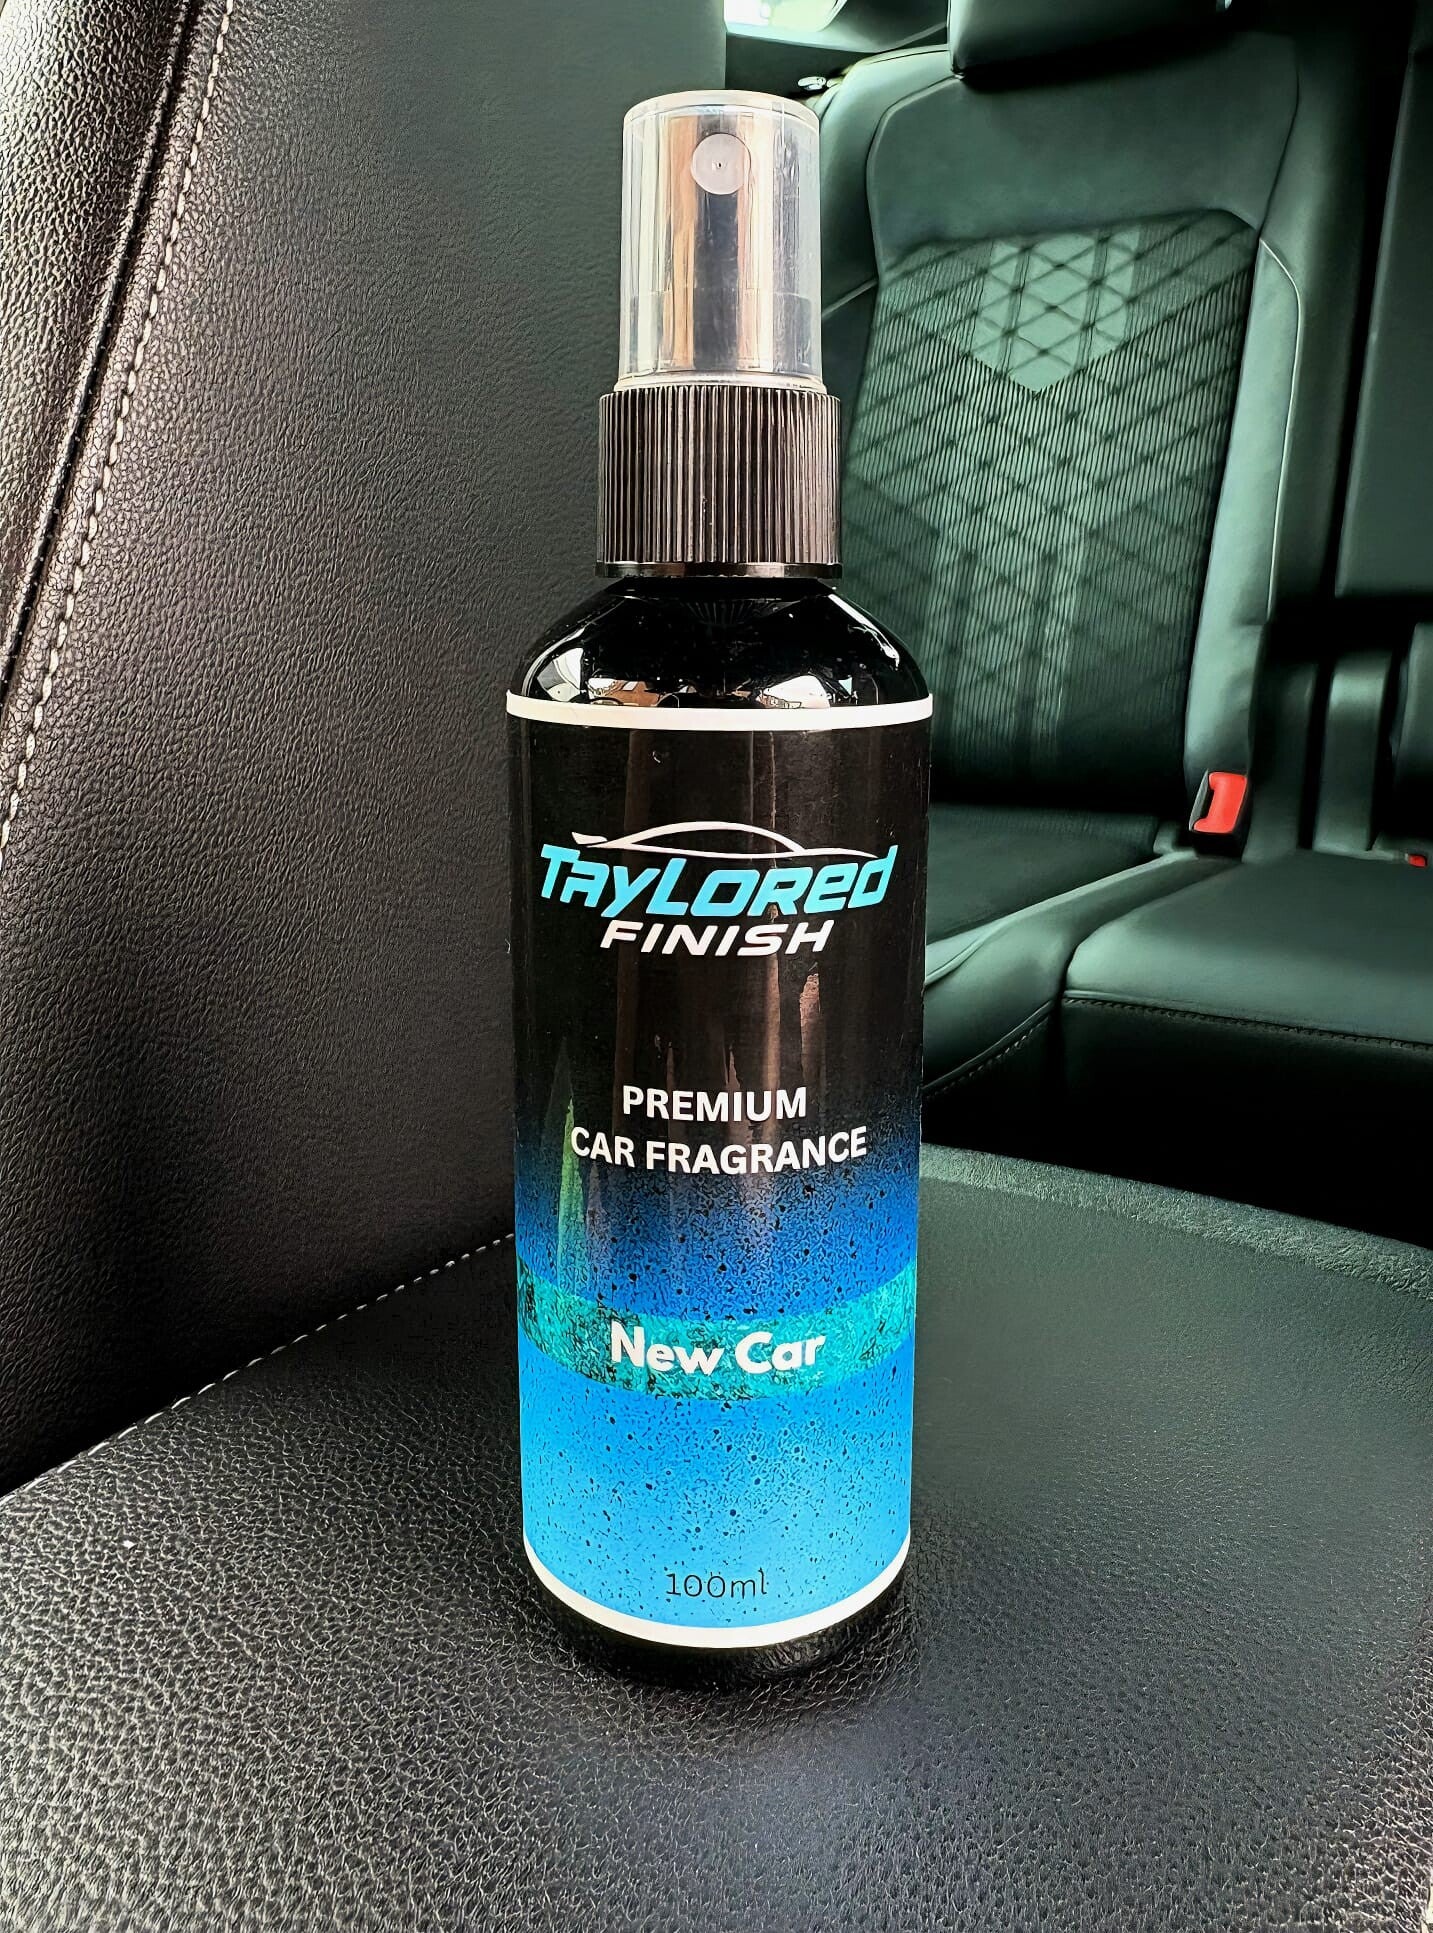 TAYLORED
FINISH
PREMIUM
CAR FRAGRANCE
New Car
100ml